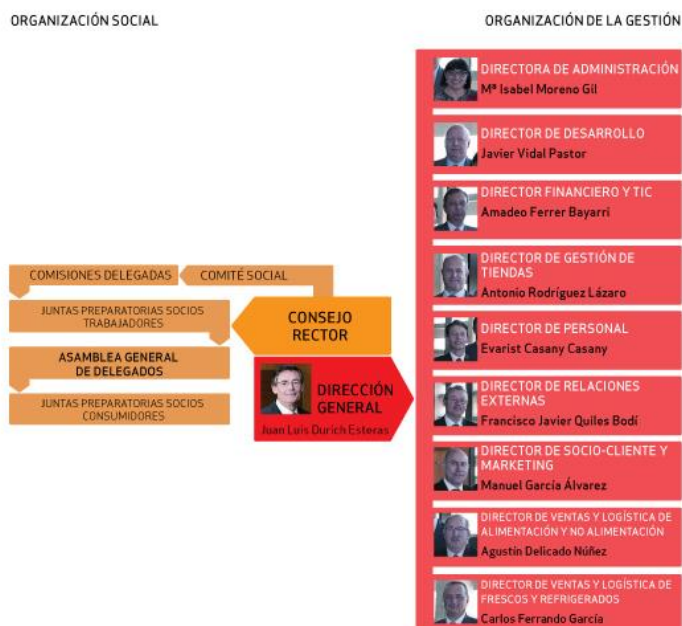 ORGANIZACIÓN SOCIAL
ORGANIZACIÓN DE LA GESTIÓN
COMISIONES DELEGADAS
COMITÉ SOCIAL
JUNTAS PREPARATORIAS SOCIOS
TRABAJADORES
ASAMBLEA GENERAL
DE DELEGADOS
JUNTAS PREPARATORIAS SOCIOS
CONSUMIDORES
CONSEJO
RECTOR
DIRECCIÓN
GENERAL
Juan Luis Durich Esteras
DIRECTORA DE ADMINISTRACIÓN
Mª Isabel Moreno Gil
DIRECTOR DE DESARROLLO
Javier Vidal Pastor
DIRECTOR FINANCIERO Y TIC
Amadeo Ferrer Bayarri
DIRECTOR DE GESTIÓN DE
TIENDAS
Antonio Rodríguez Lázaro
DIRECTOR DE PERSONAL
Evarist Casany Casany
DIRECTOR DE RELACIONES
EXTERNAS
Francisco Javier Quiles Bodí
DIRECTOR DE SOCIO-CLIENTE Y
MARKETING
Manuel García Álvarez
DIRECTOR DE VENTAS Y LOGÍSTICA DE
ALIMENTACIÓN Y NO ALIMENTACIÓN
Agustín Delicado Núñez
DIRECTOR DE VENTAS Y LOGÍSTICA DE
FRESCOS Y REFRIGERADOS
Carlos Ferrando García